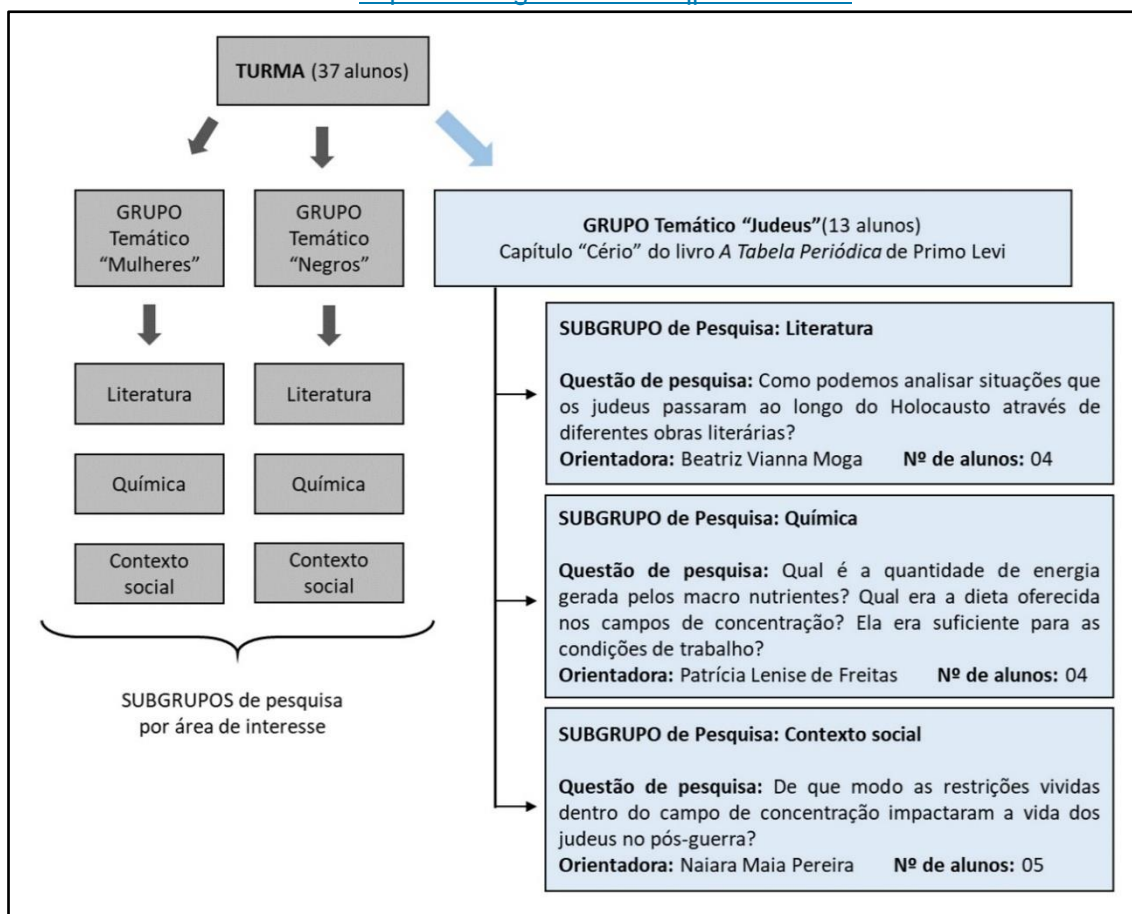 TURMA (37 alunos)
GRUPO
Temático
“Mulheres”
GRUPO
Temático
“Negros”
GRUPO Temático “Judeus”(13 alunos)
Capítulo “Cério” do livro A Tabela Periódica de Primo Levi
Literatura
Literatura
Química
Química
Contexto
social
Contexto
social
SUBGRUPOS de pesquisa
por área de interesse
SUBGRUPO de Pesquisa: Literatura
Questão de pesquisa: Como podemos analisar situações que
os judeus passaram ao longo do Holocausto através de
diferentes obras literárias?
Orientadora: Beatriz Vianna Moga Nº de alunos: 04
SUBGRUPO de Pesquisa: Química
Questão de pesquisa: Qual é a quantidade de energia
gerada pelos macro nutrientes? Qual era a dieta oferecida
nos campos de concentração? Ela era suficiente para as
condições de trabalho?
Orientadora: Patrícia Lenise de Freitas Nº de alunos: 04
SUBGRUPO de Pesquisa: Contexto social
Questão de pesquisa: De que modo as restrições vividas
dentro do campo de concentração impactaram a vida dos
judeus no pós-guerra?
Orientadora: Naiara Maia Pereira Nº de alunos: 05